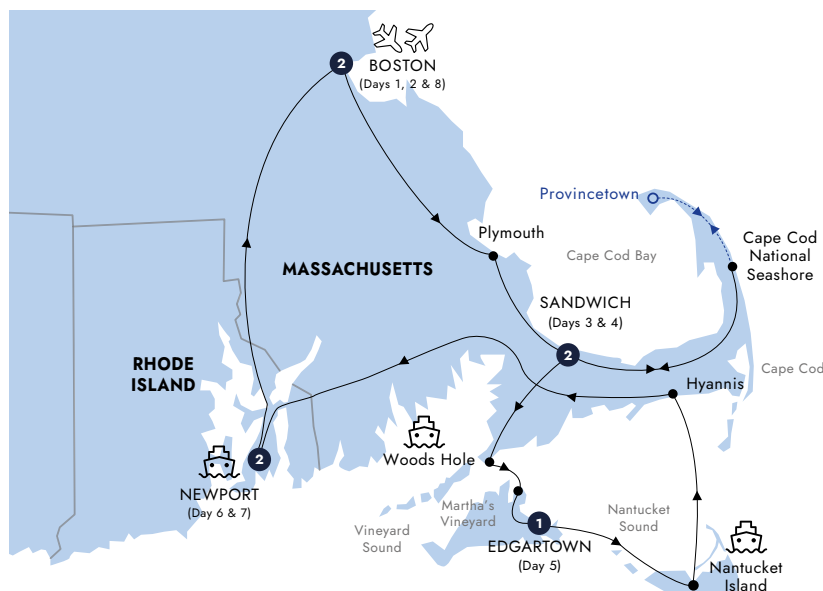 2
BOSTON
(Days 1, 2 & 8)
Provincetown
Plymouth
Cape Cod
National
Seashore
Cape Cod Bay
MASSACHUSETTS
SANDWICH
(Days 3 & 4)
2
RHODE
ISLAND
Cape Cod
Hyannis
2
Woods Hole
NEWPORT
(Day 6 & 7)
Martha's
Vineyard
Nantucket
Sound
Vineyard
Sound
1
EDGARTOWN
(Day 5)
Nantucket
Island